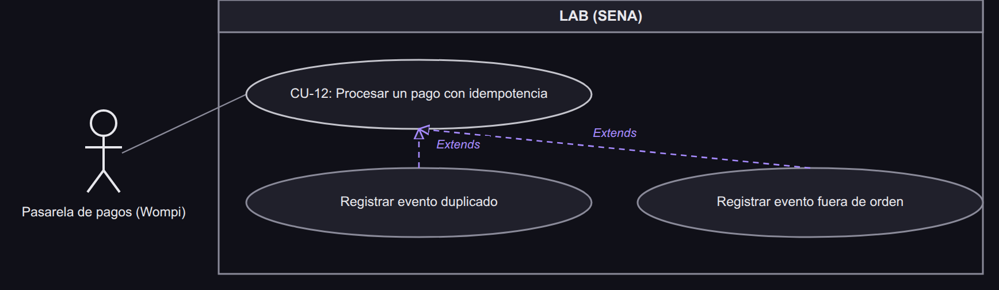 LAB (SENA)
CU-12: Procesar un pago con idempotencia
Extends
Extends
Registrar evento duplicado
Registrar evento fuera de orden
Pasarela de pagos (Wompi)